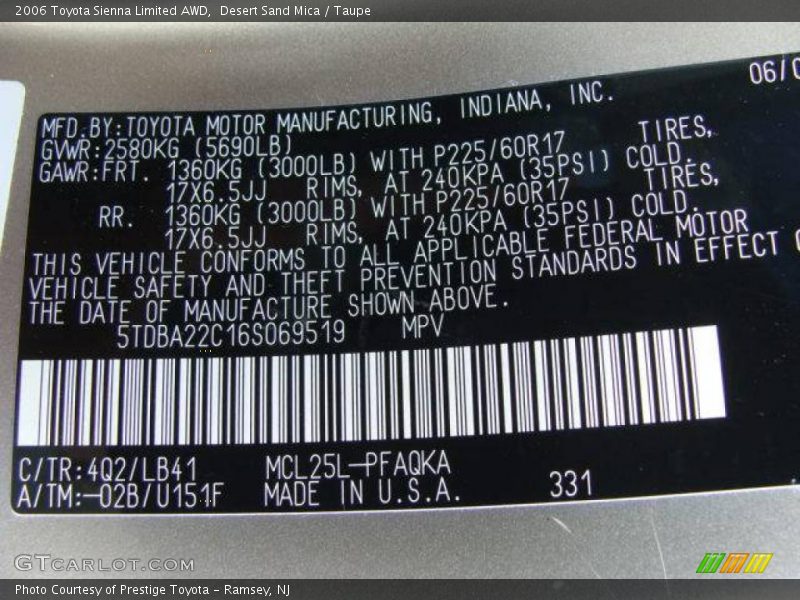 2006 Toyota Sienna Limited AWD,  Desert Sand Mica / Taupe
06/0
MFD.BY:TOYOTA MOTOR MANUFACTURING, INDIANA, INC.
GVWR:2580KG (5690LB)
GAWR:FRT. 1360KG (3000LB) WITH P225/60R17 TIRES,
17X6.5JJ RIMS, AT 240KPA (35PSI) COLD.
RR. 1360KG (3000LB) WITH P225/60R17 TIRES,
17X6.5JJ RIMS, AT 240KPA (35PSI) COLD.
THIS VEHICLE CONFORMS TO ALL APPLICABLE FEDERAL MOTOR
VEHICLE SAFETY AND THEFT PREVENTION STANDARDS IN EFFECT
THE DATE OF MANUFACTURE SHOWN ABOVE.
5TDBA22C16S069519 MPV
C/TR:4Q2/LB41 MCL25L-PFAQKA
A/TM:-02B/U151F MADE IN U.S.A. 331
GTCARLOT.COM
Photo Courtesy of Prestige Toyota - Ramsey, NJ